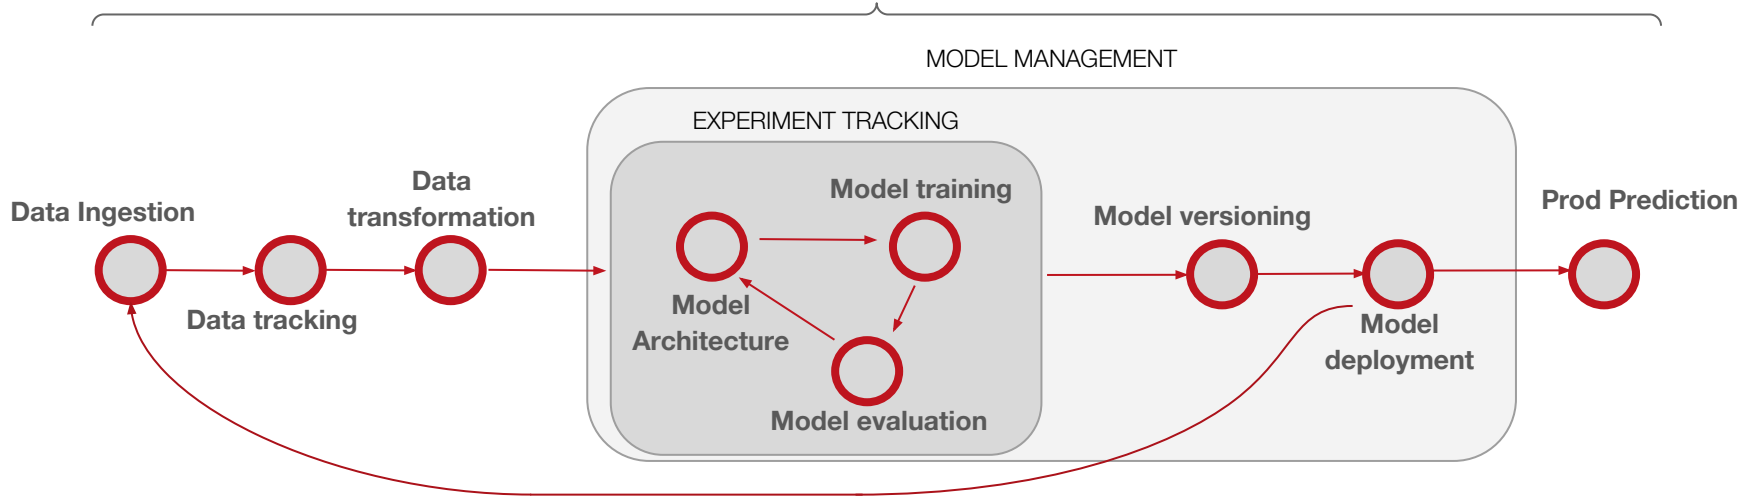 MODEL MANAGEMENT
EXPERIMENT TRACKING
Data Ingestion
Data tracking
Data
transformation
Model
Architecture
Model training
Model evaluation
Model versioning
Model
deployment
Prod Prediction